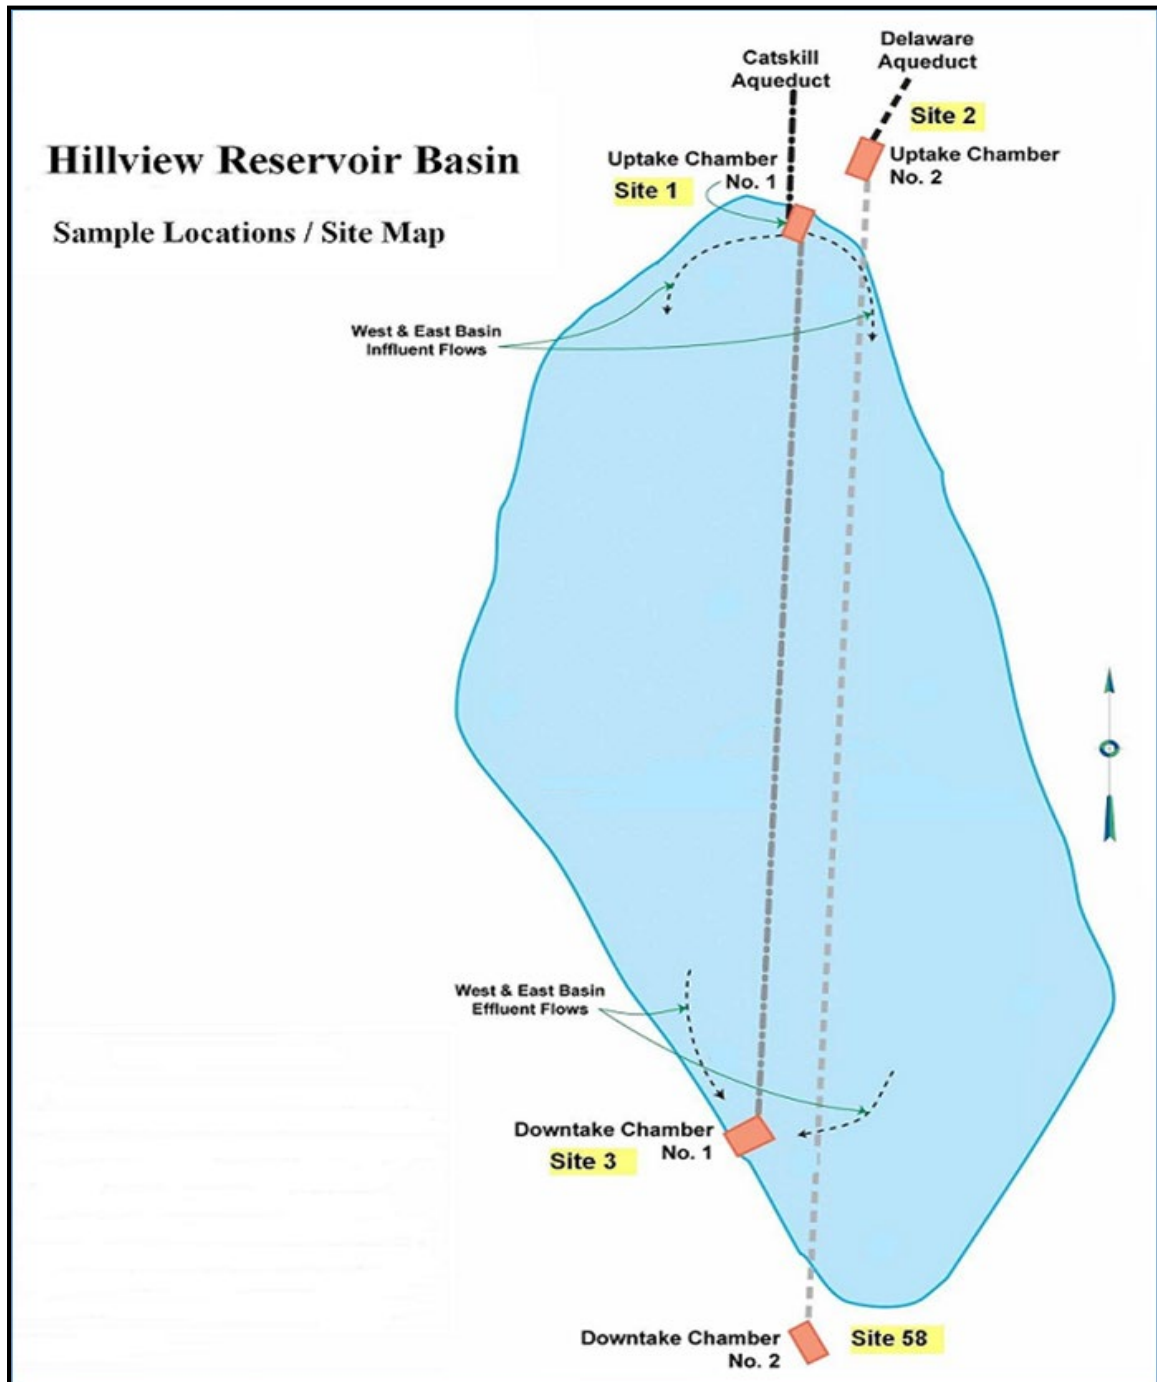 Catskill
Aqueduct
Delaware
Aqueduct
Site 2
Hillview Reservoir Basin
Sample Locations / Site Map
Uptake Chamber
No. 1
Site 1
Uptake Chamber
No. 2
West & East Basin
Inffluent Flows
West & East Basin
Effluent Flows
Downtake Chamber
No. 1
Site 3
Downtake Chamber
No. 2
Site 58